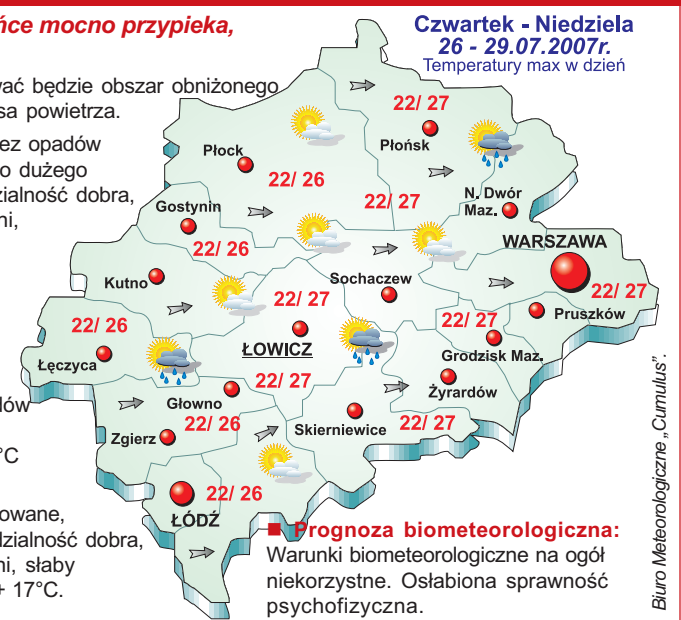 ńce mocno przypieka,
wać będzie obszar obniżonego
sa powietrza.
ez opadów
o dużego
zialność dobra,
ni,
dów
°C
owane,
dzialność dobra,
ni, słaby
+ 17°C.
Czwartek - Niedziela
26 - 29.07.2007r.
Temperatury max w dzień
22/ 27
Płońsk
Płock
22/ 26
22/ 27
N. Dwór
Maz.
Gostynin
22/ 26
WARSZAWA
22/ 27
Kutno
Sochaczew
22/ 27
Pruszków
22/ 26
ŁOWICZ
22/ 27
Grodzisk Maz.
Łęczyca
22/ 27
Żyrardów
Głowno
22/ 26
Skierniewice
22/ 27
Zgierz
22/ 26
ŁÓDŹ
Prognoza biometeorologiczna:
Warunki biometeorologiczne na ogół
niekorzystne. Osłabiona sprawność
psychofizyczna.
Biuro Meteorologiczne „Cumulus”.